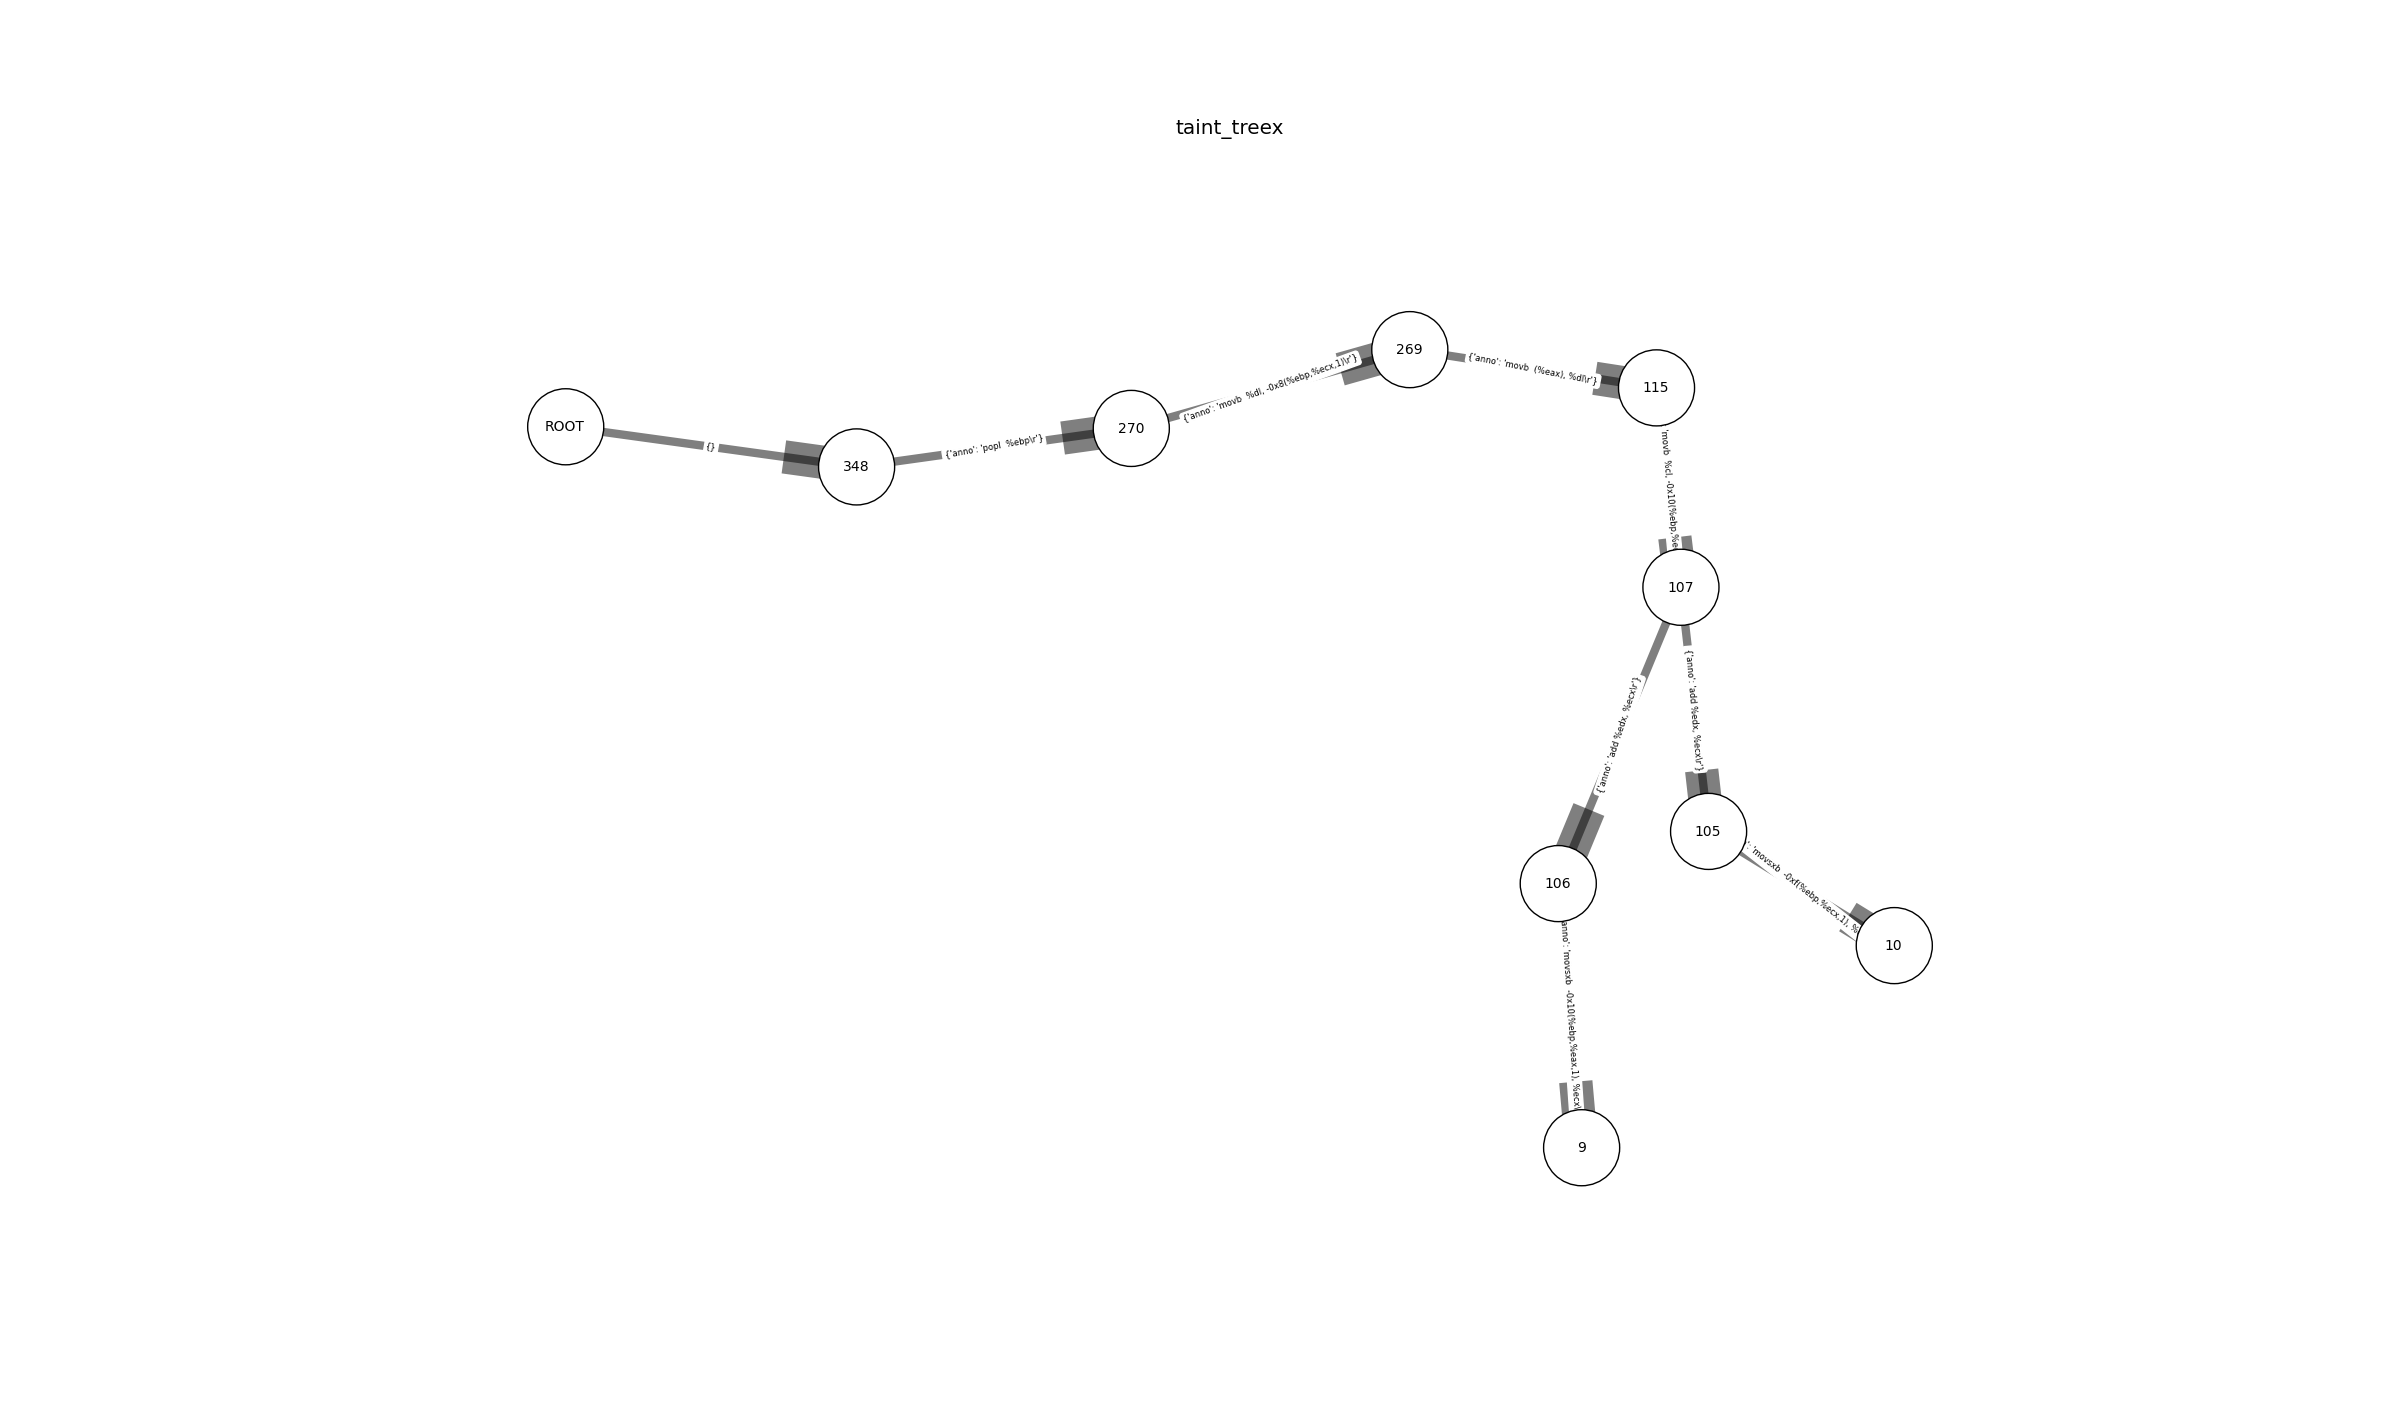 taint_treex
ROOT
{}
348
{'anno': 'popl  %ebp\r'}
270
{'anno': 'movb  %dl, -0x8(%ebp,%ecx,1)\r'}
269
{'anno': 'movb  (%eax), %dl\r'}
115
'movb  %cl, -0x10(%ebp,%e
107
{'anno': 'add %edx, %ecx\r'}
{'anno': 'add %edx, %ecx\r'}
105
106
': 'movsxb  -0xf(%ebp,%ecx,1), %
10
anno': 'movsxb  -0x10(%ebp,%eax,1), %ecx\
9